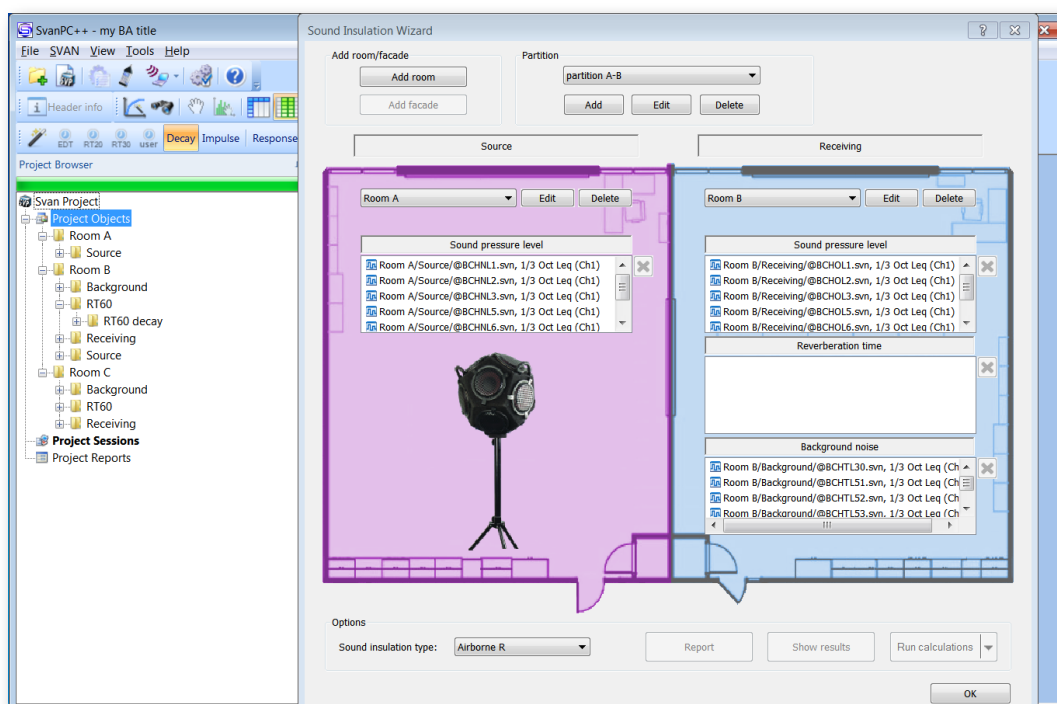 SvanPC++ - my BA title
File SVAN View Tools Help
Header info
EDT RT20 RT30 user Decay Impulse Response
Project Browser
Svan Project
Project Objects
Room A
Source
Room B
Background
RT60
RT60 decay
Receiving
Source
Room C
Background
RT60
Receiving
Project Sessions
Project Reports
Sound Insulation Wizard
Add room/facade
Add room
Add facade
Partition
partition A-B
Add Edit Delete
Source
Room A Edit Delete
Sound pressure level
Room A/Source/@BCHNL1.svn, 1/3 Oct Leq (Ch1)
Room A/Source/@BCHNL2.svn, 1/3 Oct Leq (Ch1)
Room A/Source/@BCHNL3.svn, 1/3 Oct Leq (Ch1)
Room A/Source/@BCHNL5.svn, 1/3 Oct Leq (Ch1)
Room A/Source/@BCHNL6.svn, 1/3 Oct Leq (Ch1)
Receiving
Room B Edit Delete
Sound pressure level
Room B/Receiving/@BCHOL1.svn, 1/3 Oct Leq (Ch1)
Room B/Receiving/@BCHOL2.svn, 1/3 Oct Leq (Ch1)
Room B/Receiving/@BCHOL3.svn, 1/3 Oct Leq (Ch1)
Room B/Receiving/@BCHOL5.svn, 1/3 Oct Leq (Ch1)
Room B/Receiving/@BCHOL6.svn, 1/3 Oct Leq (Ch1)
Reverberation time
Background noise
Room B/Background/@BCHTL30.svn, 1/3 Oct Leq (Ch
Room B/Background/@BCHTL51.svn, 1/3 Oct Leq (Ch
Room B/Background/@BCHTL52.svn, 1/3 Oct Leq (Ch
Room B/Background/@BCHTL53.svn, 1/3 Oct Leq (Ch
Options
Sound insulation type: Airborne R Report Show results Run calculations
OK